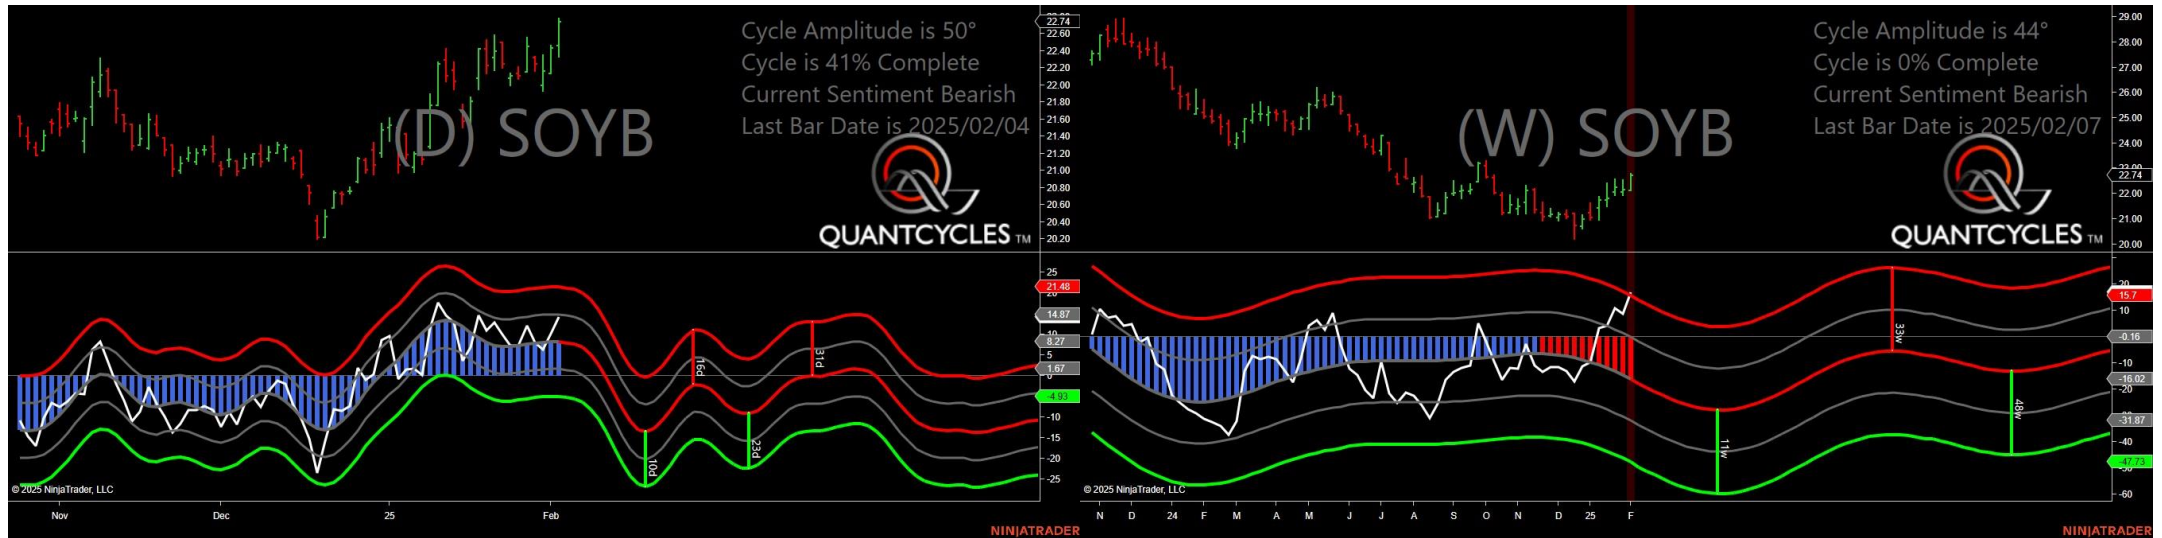 Cycle Amplitude is 50°
Cycle is 41% Complete
Current Sentiment Bearish
Last Bar Date is 2025/02/04
(D) SOYB
QUANTCYCLES TM
22.74
22.60
22.40
22.20
22.00
21.80
21.60
21.40
21.20
21.00
20.80
20.60
20.40
20.20
25
21.48
14.87
8.27
5
1.67
-4.93
-10
-15
-20
-25
16d
31d
10d
23d
© 2025 NinjaTrader, LLC
Nov
Dec
25
Feb
NINJATRADER
Cycle Amplitude is 44°
Cycle is 0% Complete
Current Sentiment Bearish
Last Bar Date is 2025/02/07
(W) SOYB
QUANTCYCLES TM
29.00
28.00
27.00
26.00
25.00
24.00
23.00
22.74
22.00
21.00
20.00
15.7
10
-0.16
-10
-16.02
-20
-31.87
-40
-47.73
-60
33w
11w
48w
© 2025 NinjaTrader, LLC
N D 24 F M A M J J A S O N D 25 F
NINJATRADER